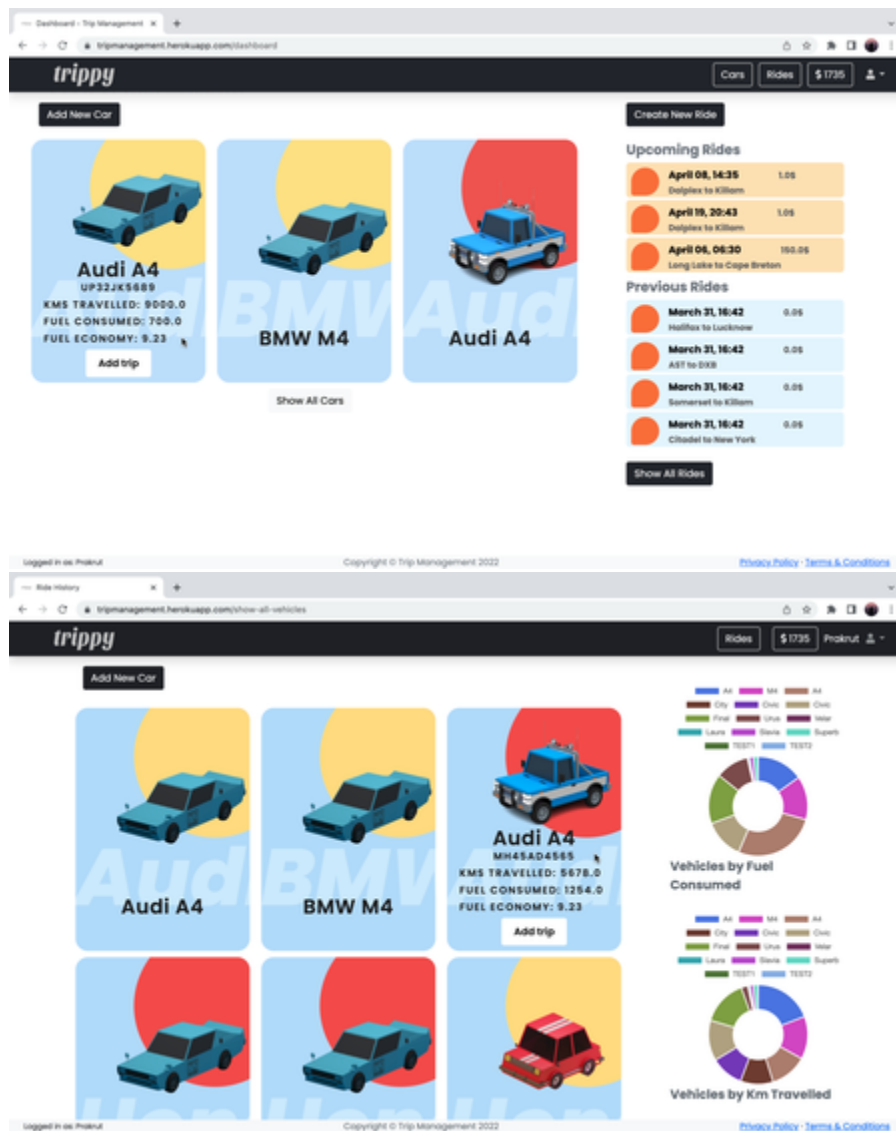 Dashboard - Trip Management
tripmanagement.herokuapp.com/dashboard
trippy
Cars
Rides
$ 1735
Add New Car
Create New Ride
Audi A4
UP32JK5689
KMS TRAVELLED: 9000.0
FUEL CONSUMED: 700.0
FUEL ECONOMY: 9.23
Add trip
BMW
BMW M4
Audi
Audi A4
Show All Cars
Upcoming Rides
April 08, 14:35 1.0$
Dalplex to Killam
April 19, 20:43 1.0$
Dalplex to Killam
April 06, 06:30 150.0$
Long Lake to Cape Breton
Previous Rides
March 31, 16:42 0.0$
Halifax to Lucknow
March 31, 16:42 0.0$
AST to DXB
March 31, 16:42 0.0$
Somerset to Killam
March 31, 16:42 0.0$
Citadel to New York
Show All Rides
Logged in as: Prakrut
Copyright © Trip Management 2022
Privacy Policy · Terms & Conditions
Ride History
tripmanagement.herokuapp.com/show-all-vehicles
trippy
Rides
$ 1735
Prakrut
Add New Car
Audi
Audi A4
BMW
BMW M4
Audi A4
MH45AD4565
KMS TRAVELLED: 5678.0
FUEL CONSUMED: 1254.0
FUEL ECONOMY: 9.23
Add trip
A4 M4 A4
City Civic Civic
Final Urus Velar
Laura Slavia Superb
TEST1 TEST2
Vehicles by Fuel
Consumed
A4 M4 A4
City Civic Civic
Final Urus Velar
Laura Slavia Superb
TEST1 TEST2
Vehicles by Km Travelled
Logged in as: Prakrut
Copyright © Trip Management 2022
Privacy Policy · Terms & Conditions